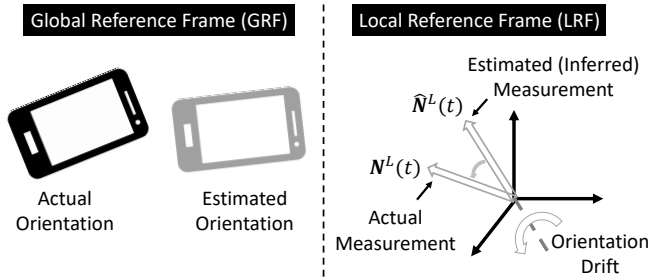 Global Reference Frame (GRF)
Actual
Orientation
Estimated
Orientation
Local Reference Frame (LRF)
Estimated (Inferred)
Measurement
N̂ᴸ(t)
Nᴸ(t)
Actual
Measurement
Orientation
Drift